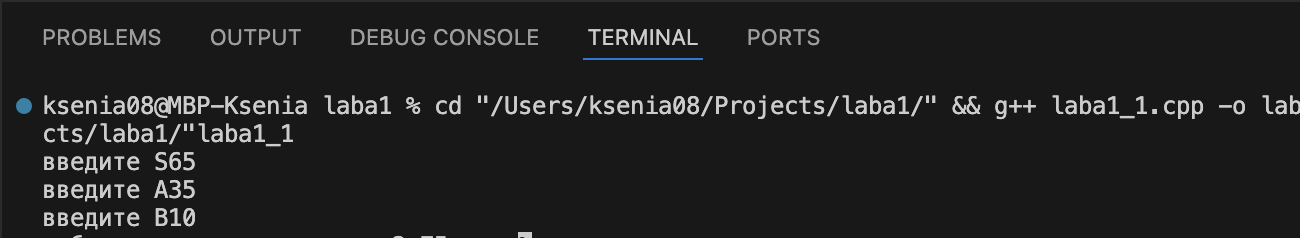 PROBLEMS OUTPUT DEBUG CONSOLE TERMINAL PORTS
ksenia08@MBP-Ksenia laba1 % cd "/Users/ksenia08/Projects/laba1/" && g++ laba1_1.cpp -o lab
cts/laba1/"laba1_1
введите S65
введите A35
введите B10